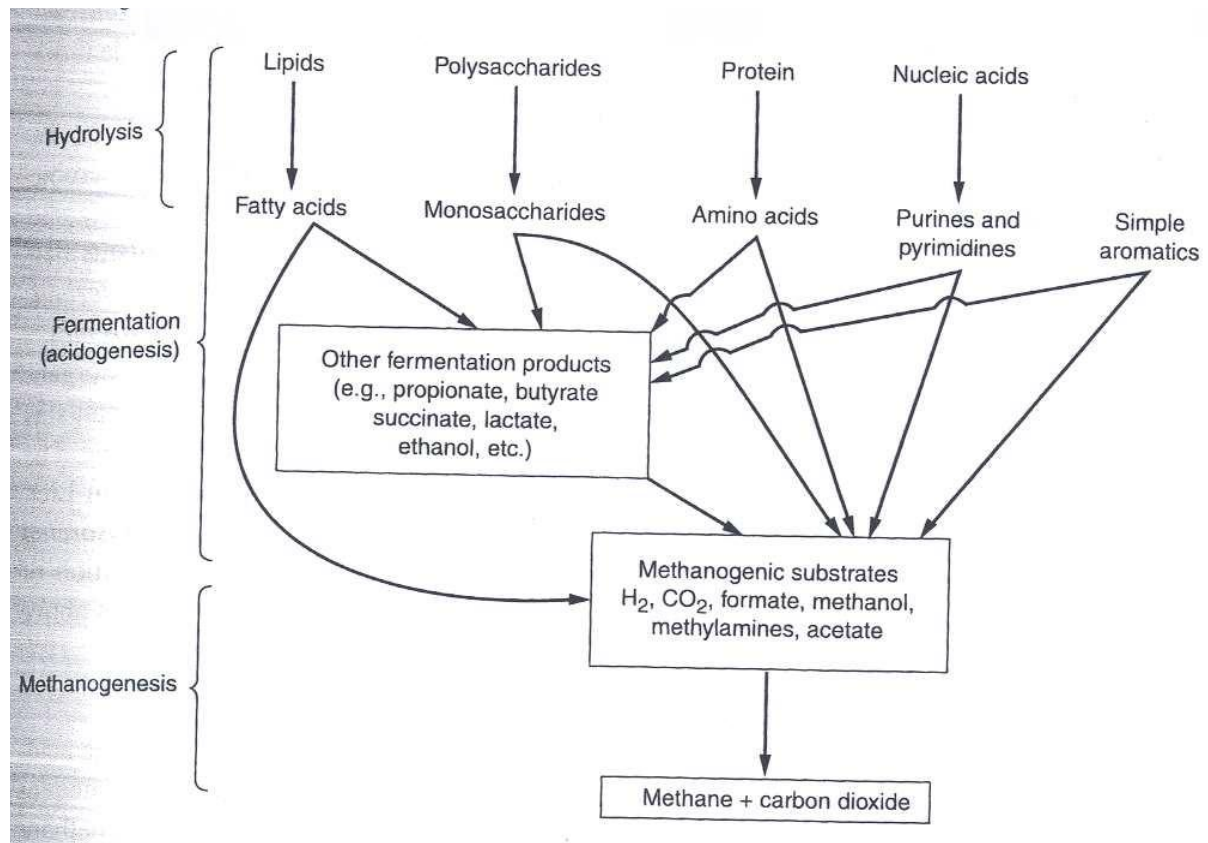 Lipids
Polysaccharides
Protein
Nucleic acids
Hydrolysis
Fatty acids
Monosaccharides
Amino acids
Purines and
pyrimidines
Simple
aromatics
Fermentation
(acidogenesis)
Other fermentation products
(e.g., propionate, butyrate
succinate, lactate,
ethanol, etc.)
Methanogenic substrates
H₂, CO₂, formate, methanol,
methylamines, acetate
Methanogenesis
Methane + carbon dioxide